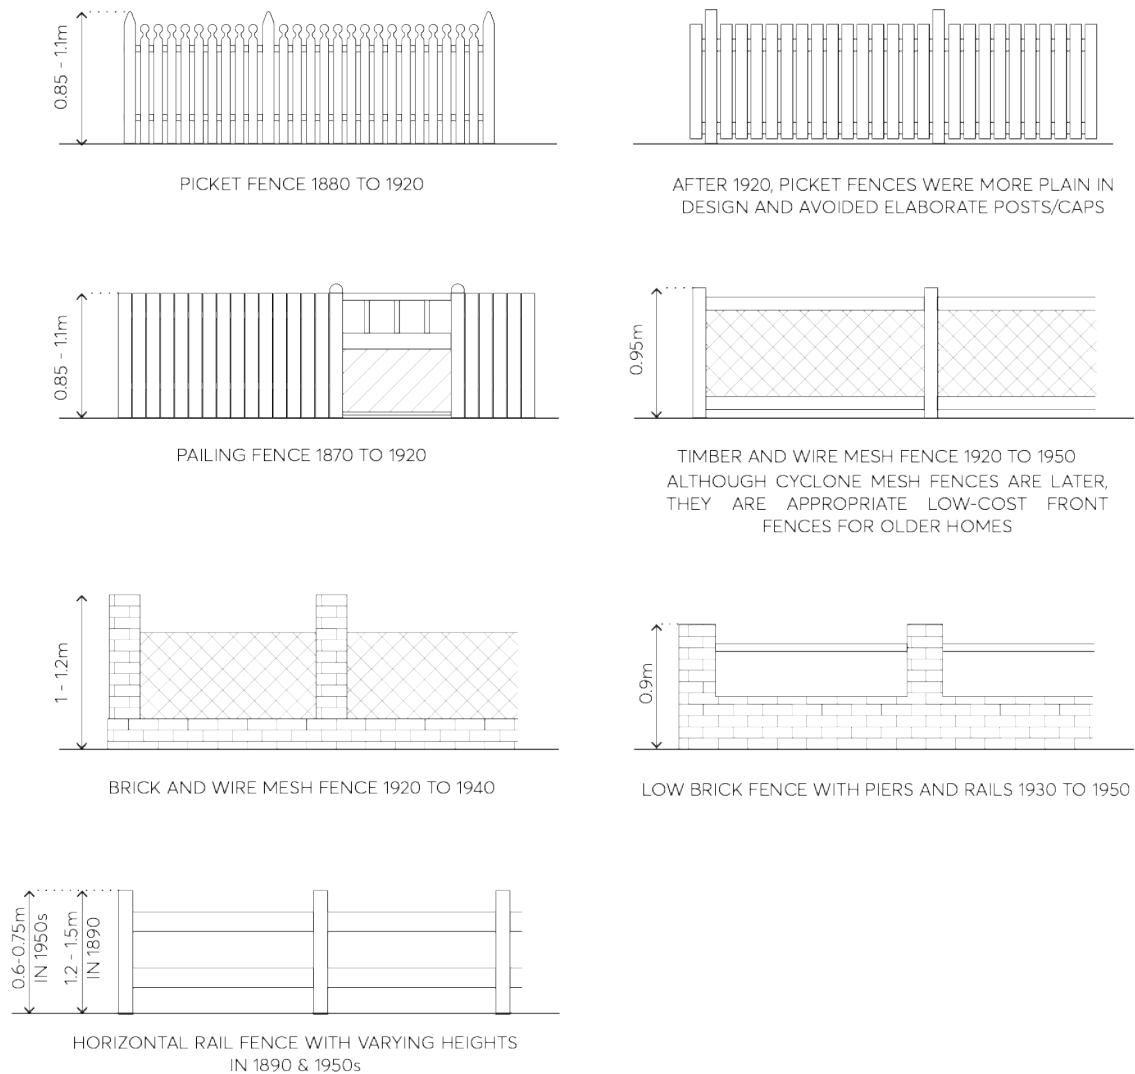 0.85 - 1.1m
PICKET FENCE 1880 TO 1920
AFTER 1920, PICKET FENCES WERE MORE PLAIN IN
DESIGN AND AVOIDED ELABORATE POSTS/CAPS
0.85 - 1.1m
PAILING FENCE 1870 TO 1920
0.95m
TIMBER AND WIRE MESH FENCE 1920 TO 1950
ALTHOUGH CYCLONE MESH FENCES ARE LATER,
THEY ARE APPROPRIATE LOW-COST FRONT
FENCES FOR OLDER HOMES
1 - 1.2m
BRICK AND WIRE MESH FENCE 1920 TO 1940
0.9m
LOW BRICK FENCE WITH PIERS AND RAILS 1930 TO 1950
0.6-0.75m
IN 1950s
1.2 - 1.5m
IN 1890
HORIZONTAL RAIL FENCE WITH VARYING HEIGHTS
IN 1890 & 1950s